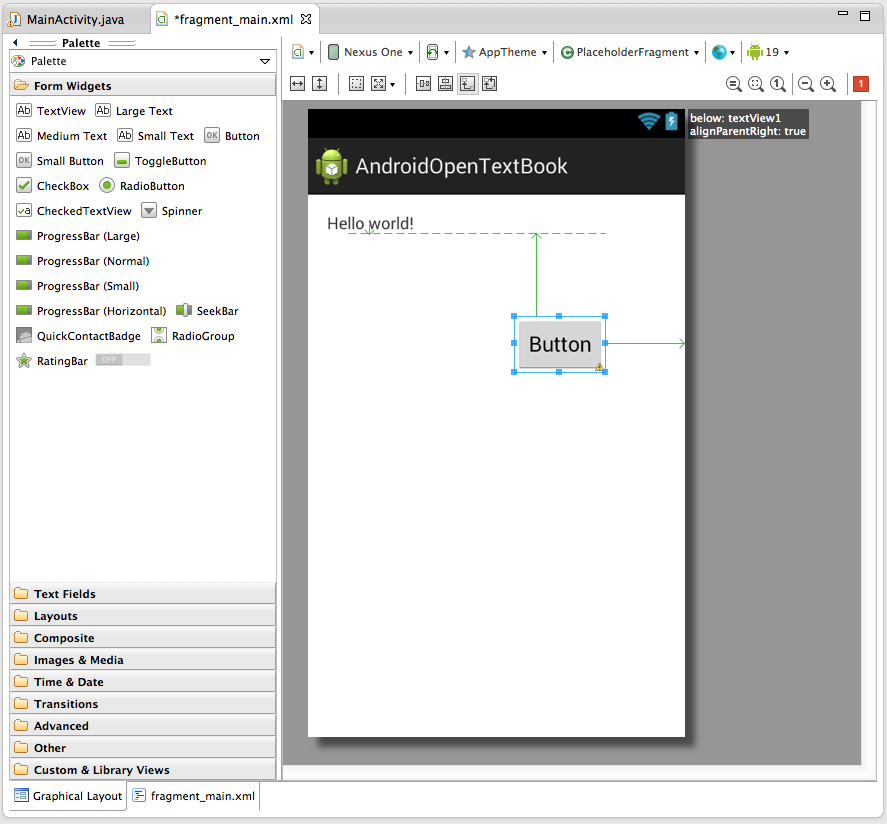 MainActivity.java
*fragment_main.xml
Palette
Palette
Form Widgets
Ab TextView Ab Large Text
Ab Medium Text Ab Small Text OK Button
OK Small Button ToggleButton
CheckBox RadioButton
a CheckedTextView Spinner
ProgressBar (Large)
ProgressBar (Normal)
ProgressBar (Small)
ProgressBar (Horizontal) SeekBar
QuickContactBadge RadioGroup
RatingBar OFF
Text Fields
Layouts
Composite
Images & Media
Time & Date
Transitions
Advanced
Other
Custom & Library Views
Graphical Layout fragment_main.xml
Nexus One AppTheme C PlaceholderFragment 19
1 1
below: textView1
alignParentRight: true
AndroidOpenTextBook
Hello world!
Button